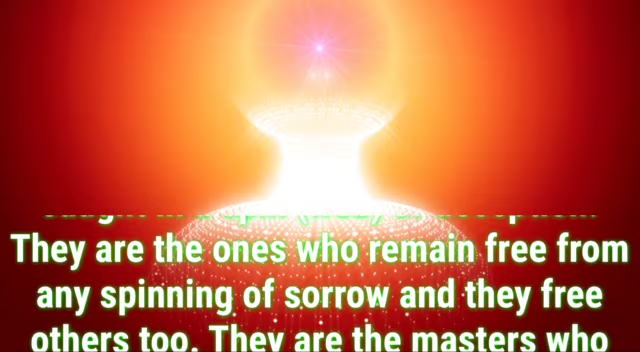 They are the ones who remain free from
any spinning of sorrow and they free
others too. They are the masters who